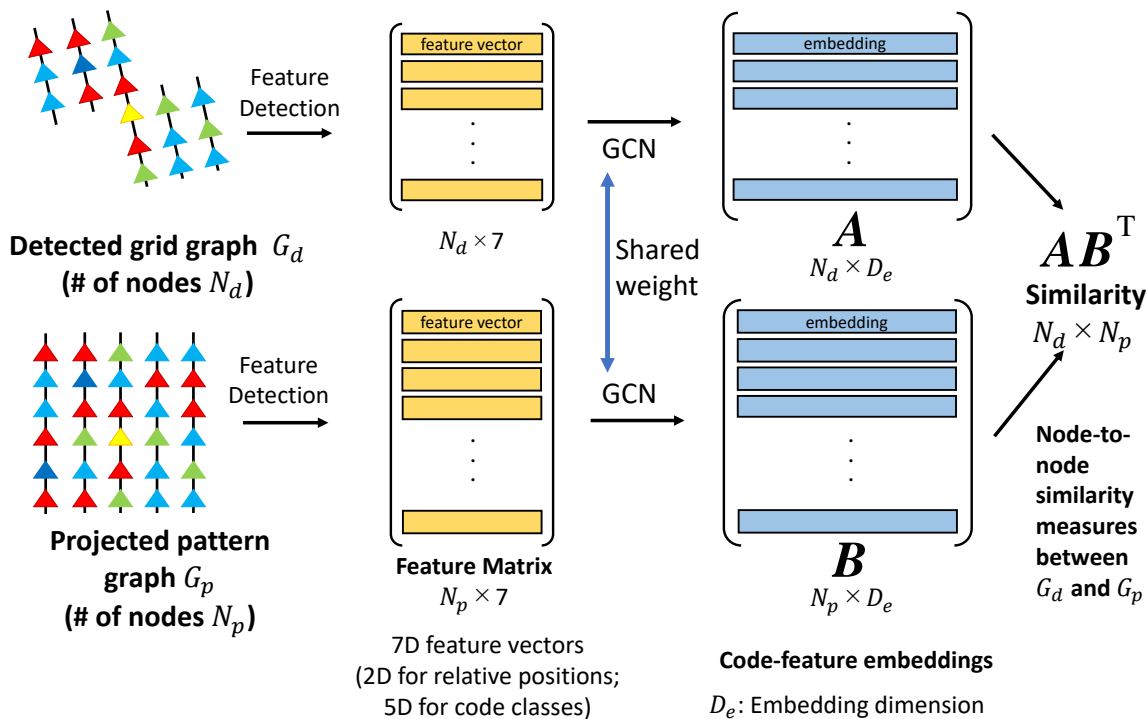 feature vector
embedding
Feature
Detection
GCN
Detected grid graph G_d
(# of nodes N_d)
N_d × 7
Shared
weight
A
N_d × D_e
AB^T
Similarity
N_d × N_p
feature vector
embedding
Feature
Detection
GCN
Projected pattern
graph G_p
(# of nodes N_p)
Feature Matrix
N_p × 7
B
N_p × D_e
Node-to-
node
similarity
measures
between
G_d and G_p
7D feature vectors
(2D for relative positions;
5D for code classes)
Code-feature embeddings
D_e: Embedding dimension